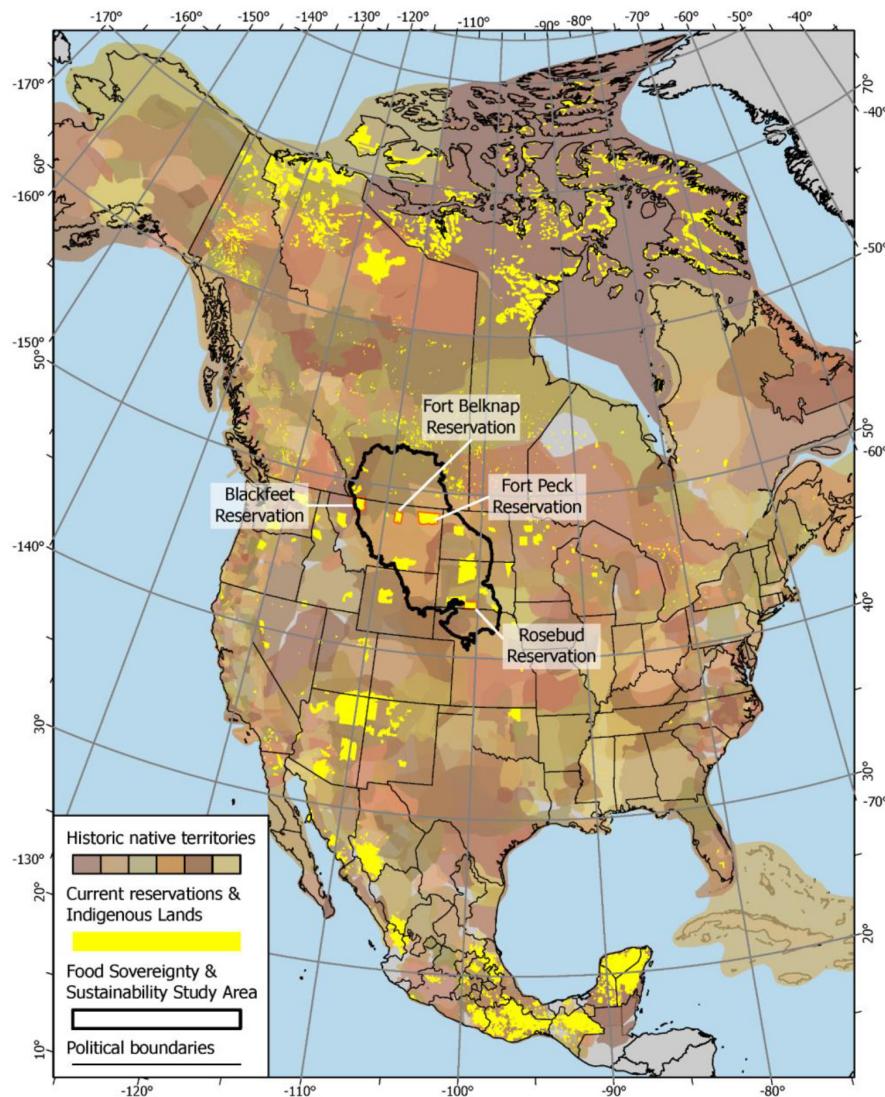 -170° -160° -150° -140° -130° -120° -110° -100° -90° -80° -70° -60° -50° -40°
-170°
60°
-160°
-150°
50°
-140°
40°
30°
-130°
20°
10°
70°
-40°
60°
-50°
50°
-60°
40°
30°
-70°
20°
Fort Belknap
Reservation
Blackfeet
Reservation
Fort Peck
Reservation
Rosebud
Reservation
Historic native territories
Current reservations &
Indigenous Lands
Food Sovereignty &
Sustainability Study Area
Political boundaries
-120° -110° -100° -90° -80°